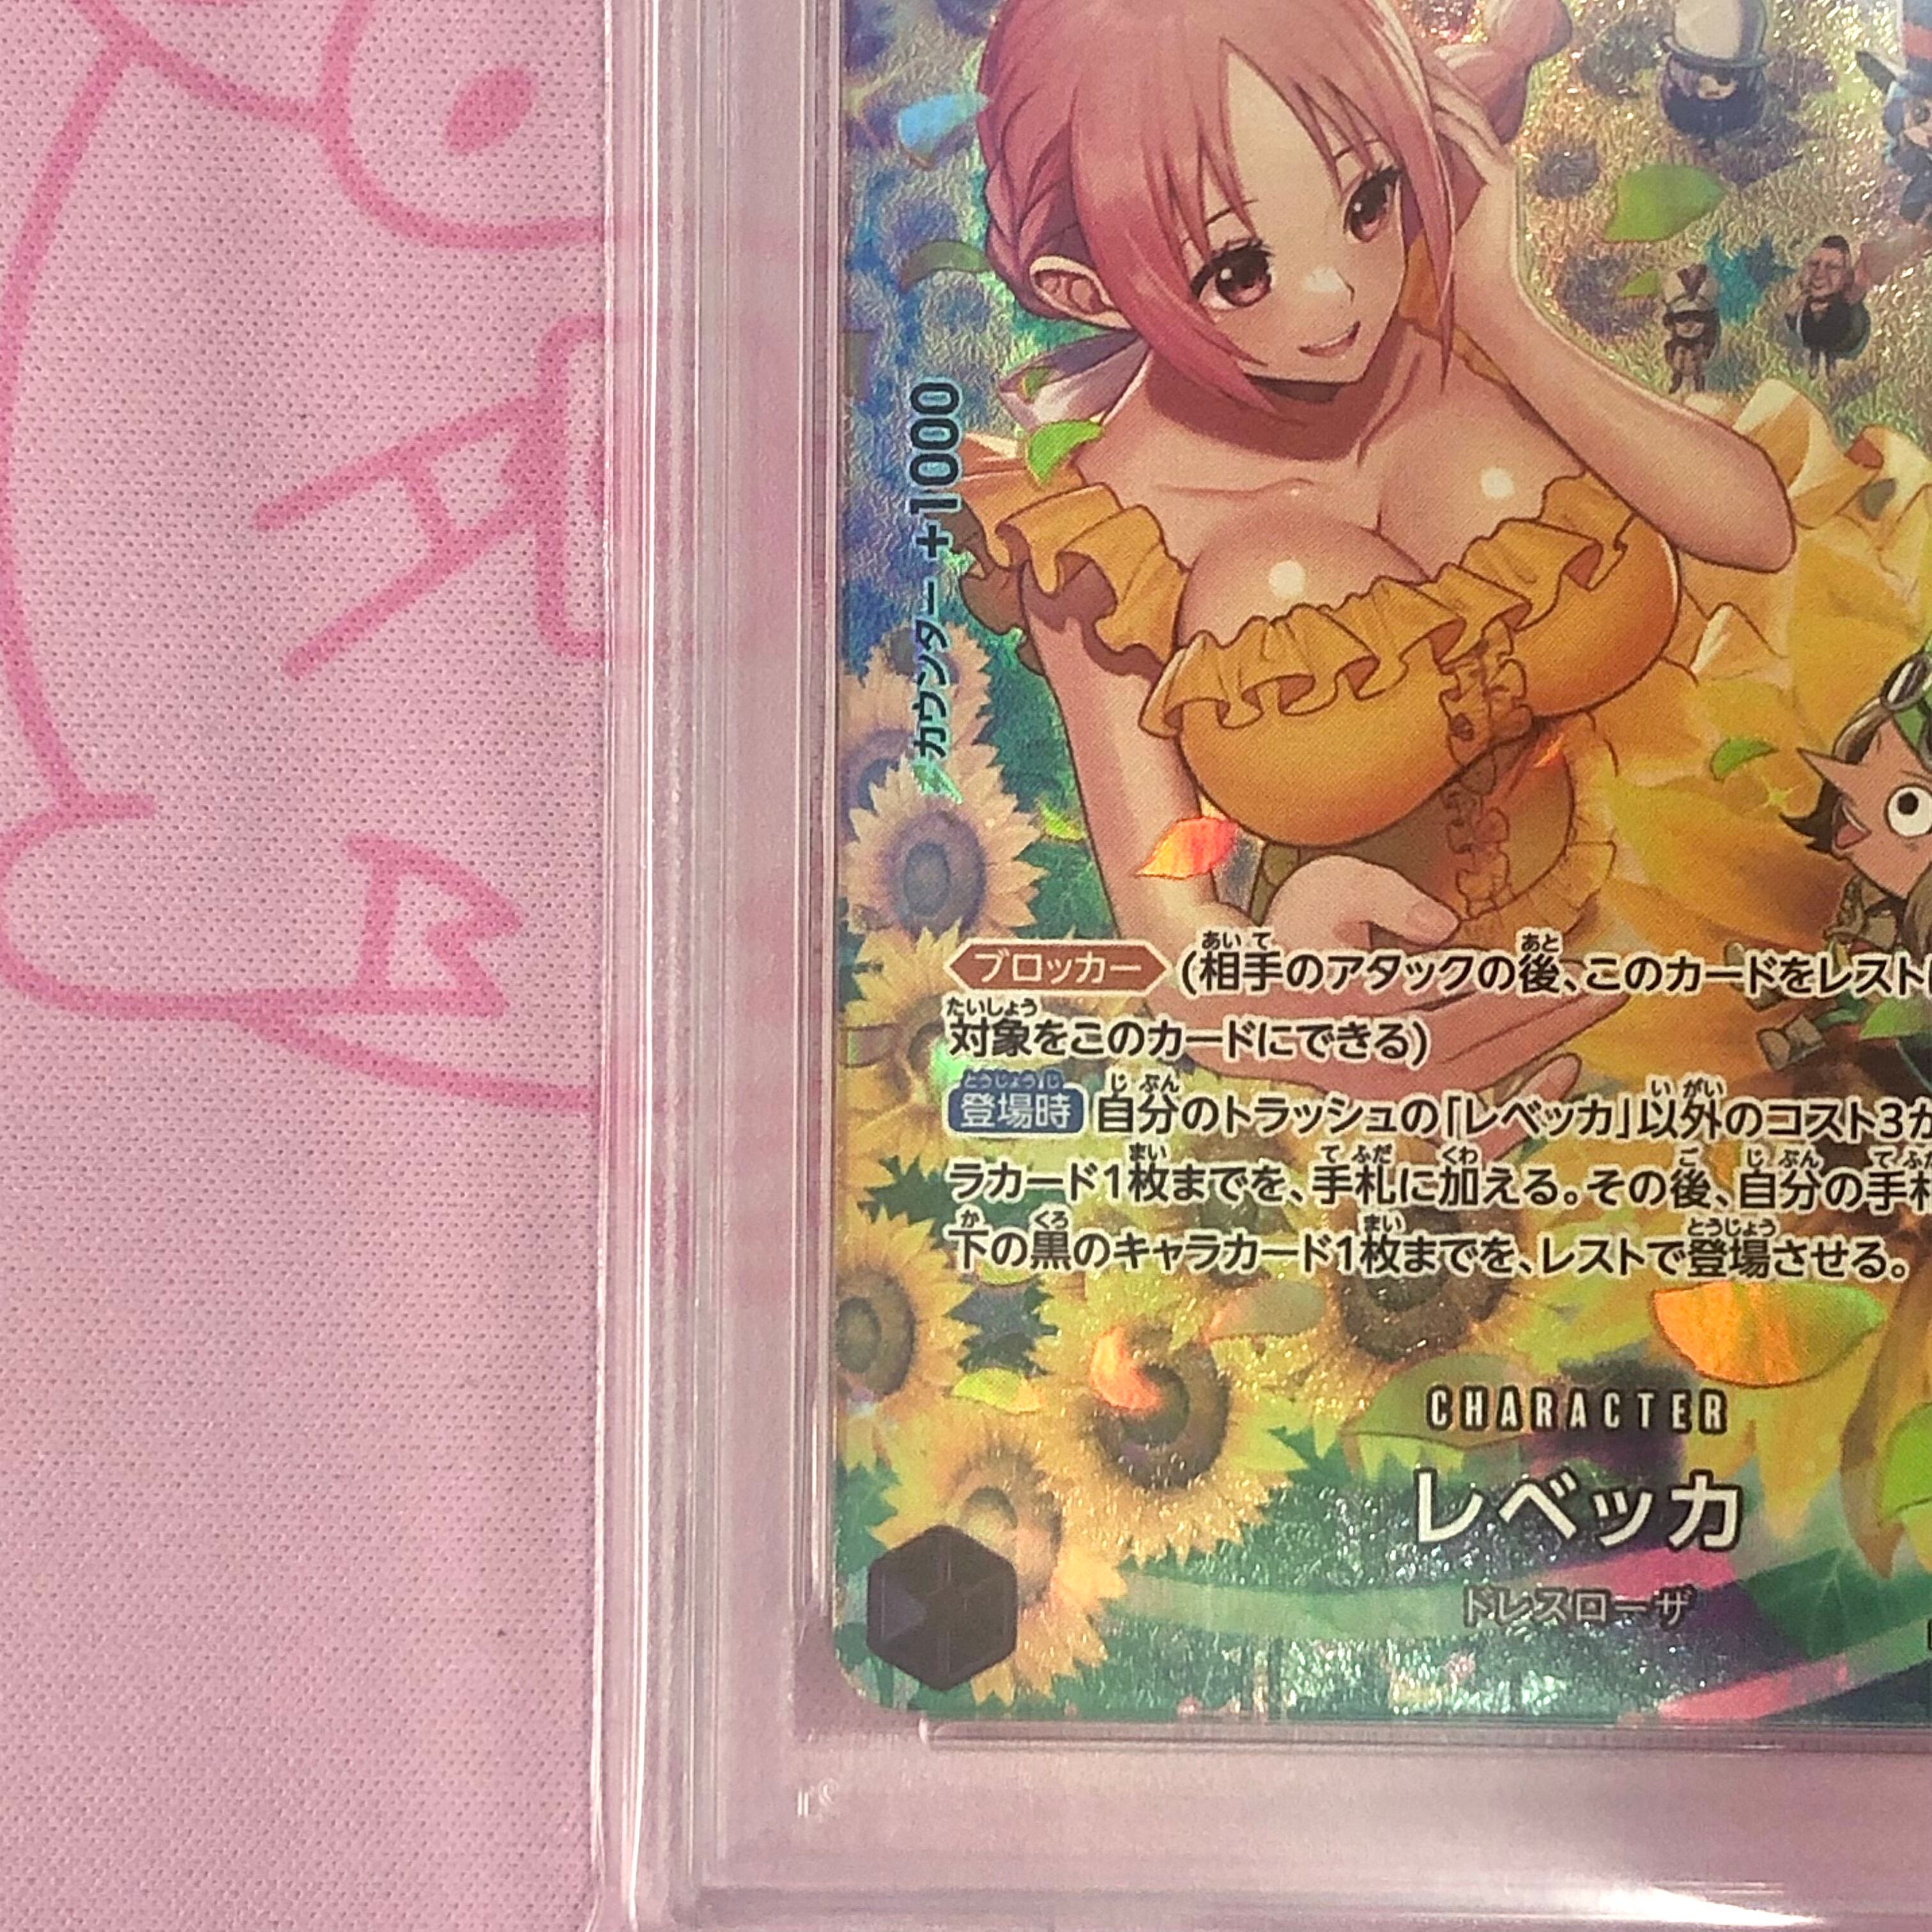 カウンター +1000
ブロッカー (相手のアタックの後、このカードをレスト
対象をこのカードにできる)
登場時 自分のトラッシュの「レベッカ」以外のコスト3か
ラカード1枚までを、手札に加える。その後、自分の手札
下の黒のキャラカード1枚までを、レストで登場させる。
CHARACTER
レベッカ
ドレスローザ